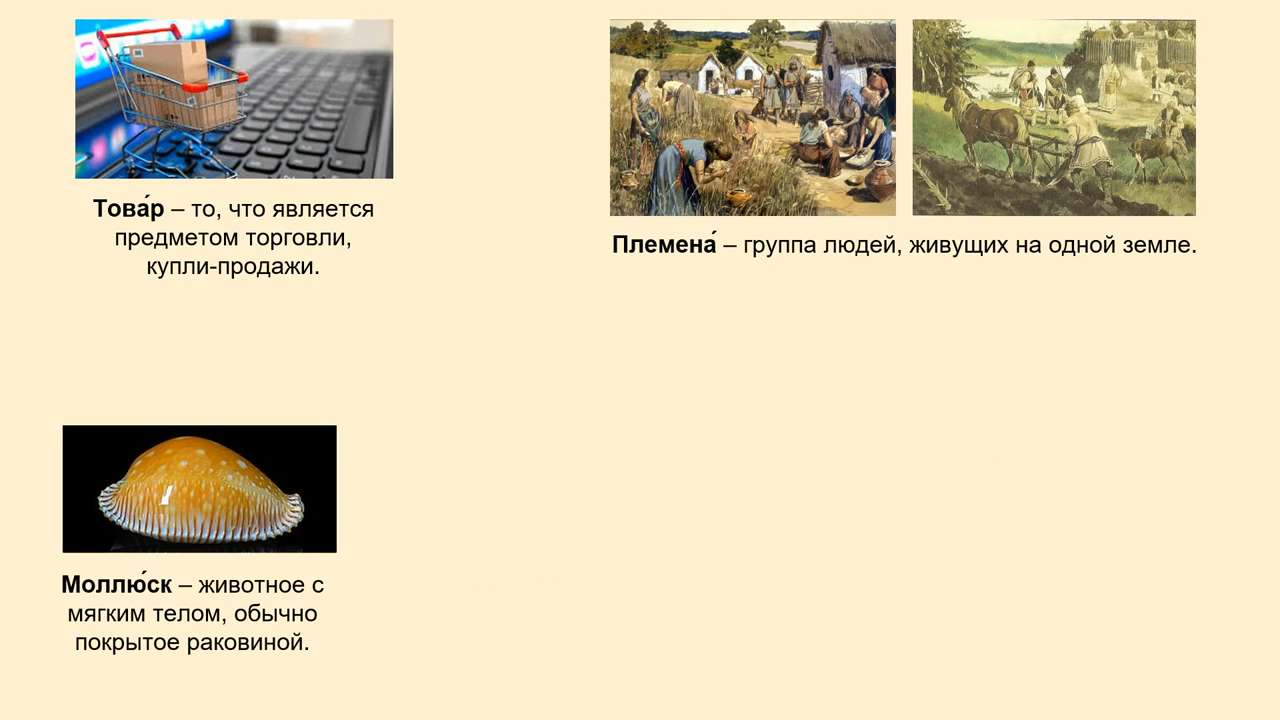 Това́р – то, что является
предметом торговли,
купли-продажи.
Племена́ – группа людей, живущих на одной земле.
Моллю́ск – животное с
мягким телом, обычно
покрытое раковиной.